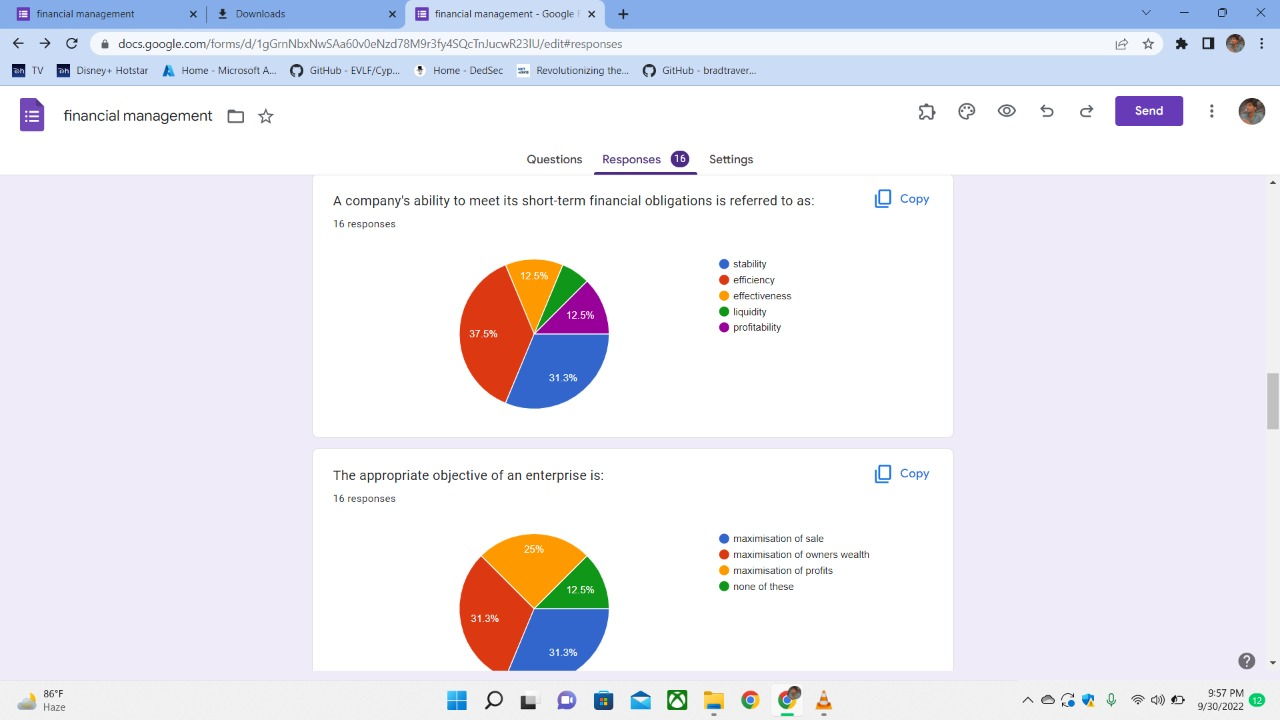 financial management
Downloads
financial management - Google F
docs.google.com/forms/d/1gGrnNbxNwSAa60v0eNzd78M9r3fy4SQcTnJucwR23IU/edit#responses
TV
Disney+ Hotstar
Home - Microsoft A...
GitHub - EVLF/Cyp...
Home - DedSec
Revolutionizing the...
GitHub - bradtraver...
financial management
Send
Questions
Responses 16
Settings
A company's ability to meet its short-term financial obligations is referred to as:
Copy
16 responses
12.5%
37.5%
12.5%
31.3%
stability
efficiency
effectiveness
liquidity
profitability
The appropriate objective of an enterprise is:
Copy
16 responses
25%
12.5%
31.3%
31.3%
maximisation of sale
maximisation of owners wealth
maximisation of profits
none of these
86°F
Haze
9:57 PM
9/30/2022
12